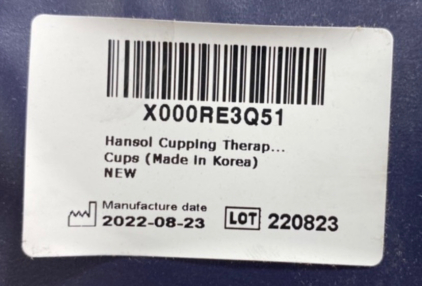 X000RE3Q51
Hansol Cupping Therap...
Cups (Made in Korea)
NEW
Manufacture date
2022-08-23
LOT 220823